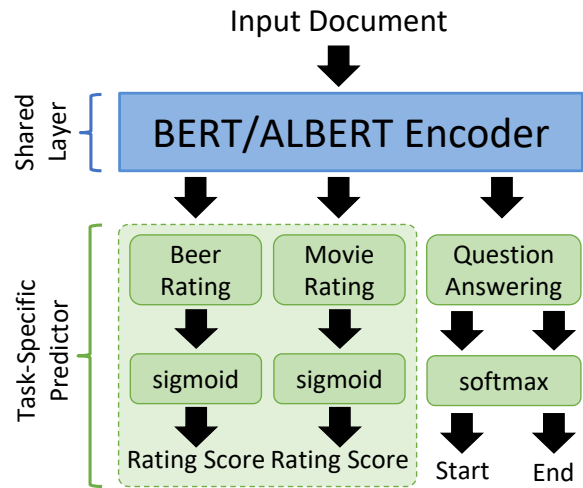 Input Document
Shared
Layer
BERT/ALBERT Encoder
Task-Specific
Predictor
Beer
Rating
Movie
Rating
Question
Answering
sigmoid
sigmoid
softmax
Rating Score
Rating Score
Start
End